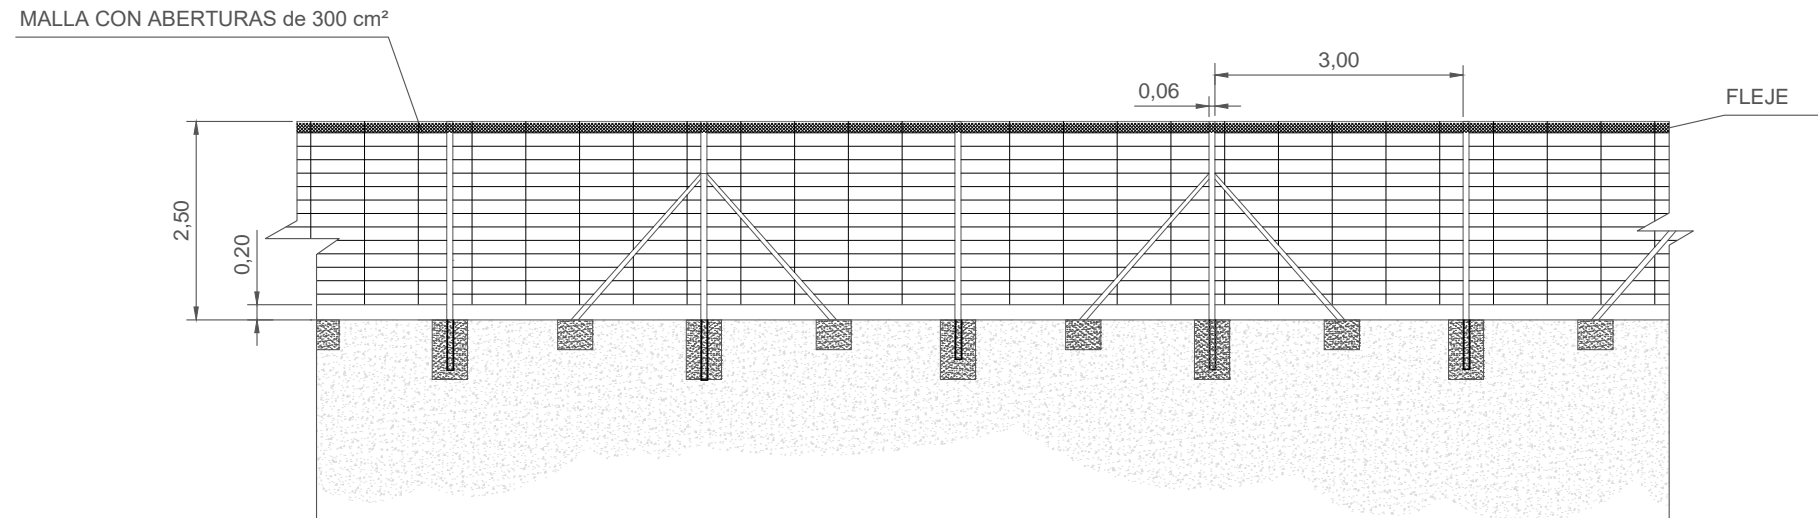 MALLA CON ABERTURAS de 300 cm²
3,00
0,06
FLEJE
2,50
0,20